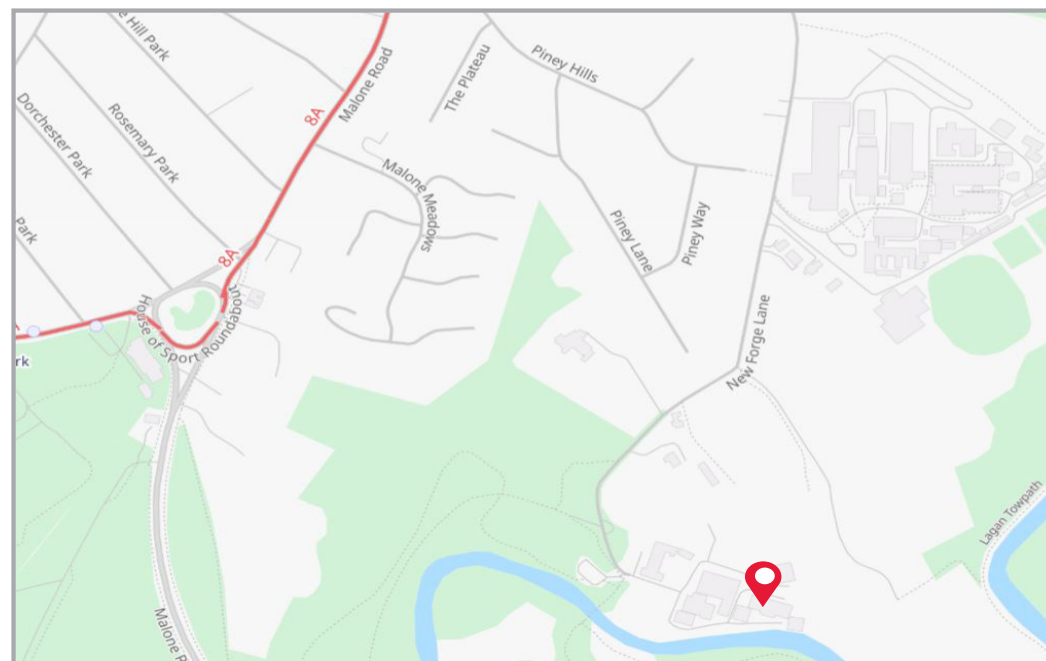 e Hill Park
Malone Road
8A
The Plateau
Piney Hills
Dorchester Park
Rosemary Park
Malone Meadows
Park
Piney Lane
Piney Way
8A
House of Sport Roundabout
rk
New Forge Lane
Lagan Towpath
Malone R